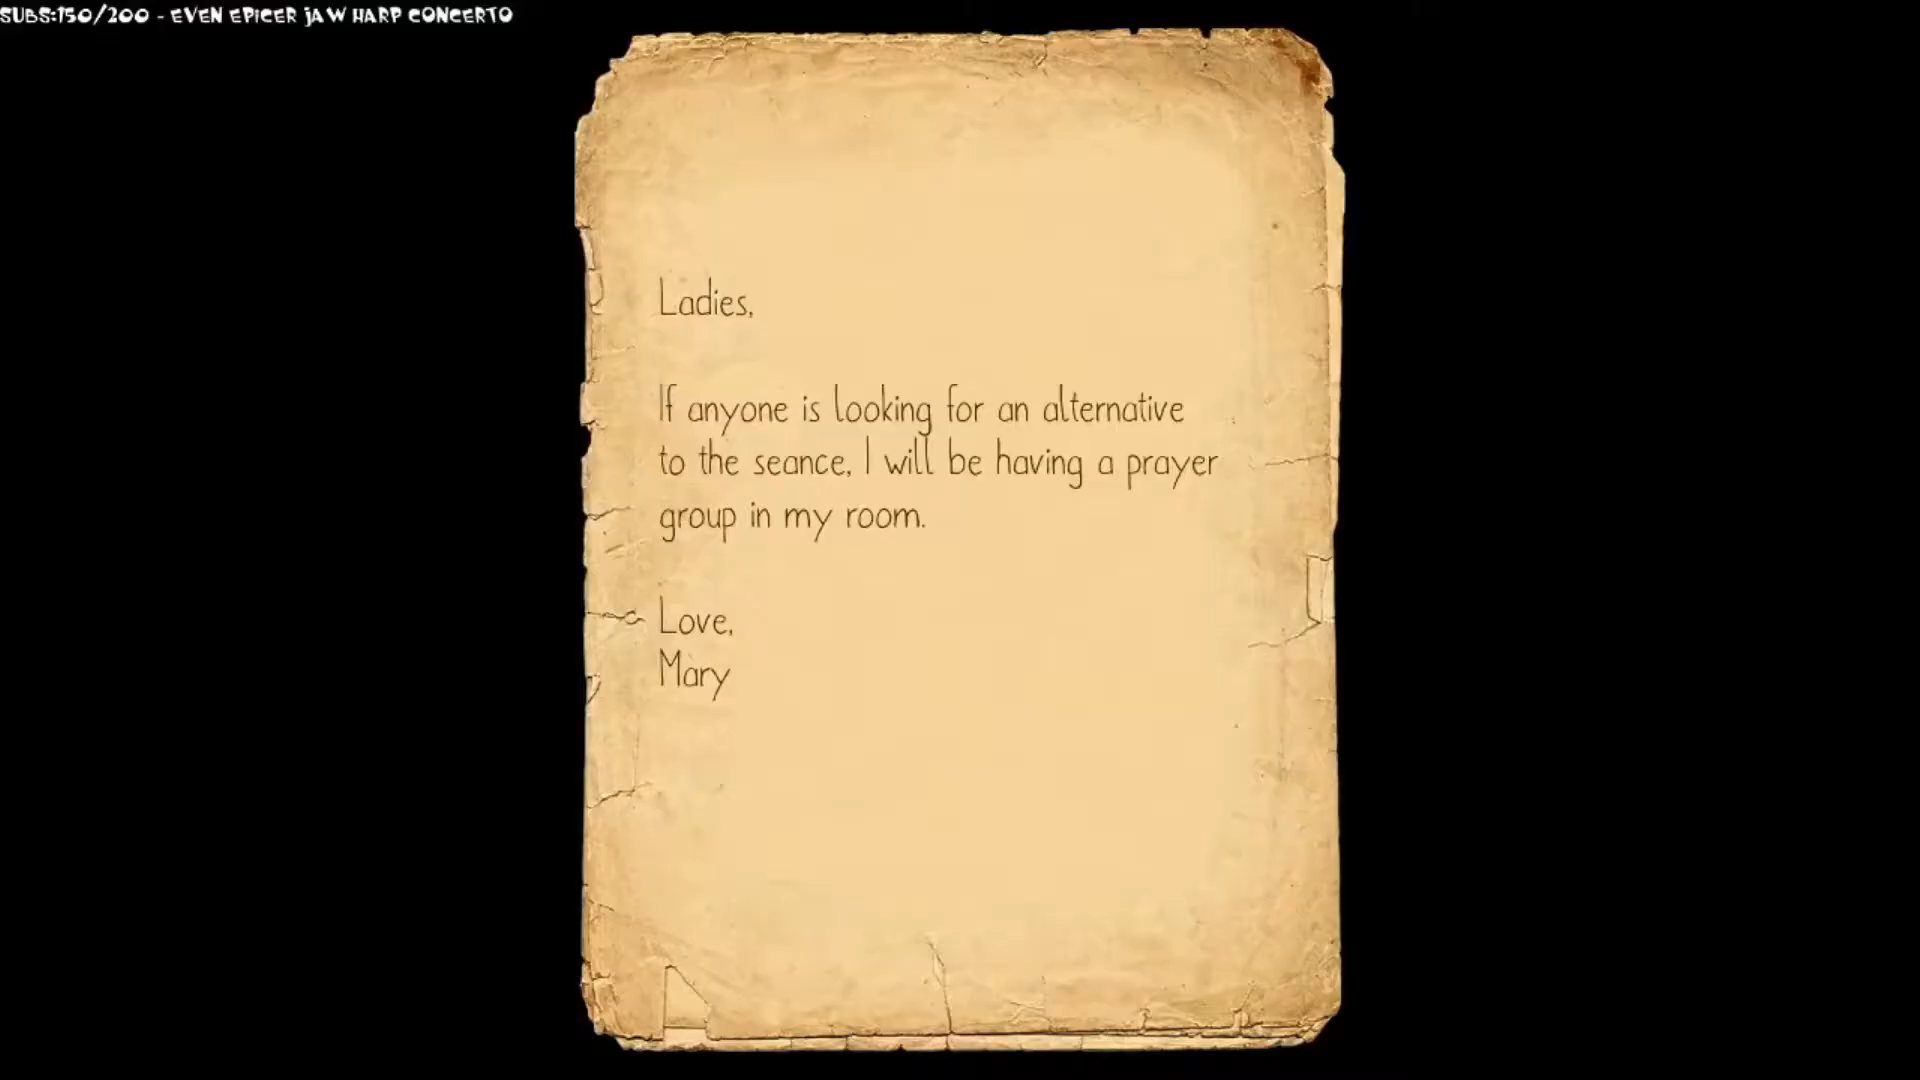 SUBS:150/200 - EVEN EPICER JAW HARP CONCERTO
Ladies,
If anyone is looking for an alternative
to the seance, I will be having a prayer
group in my room.
Love,
Mary